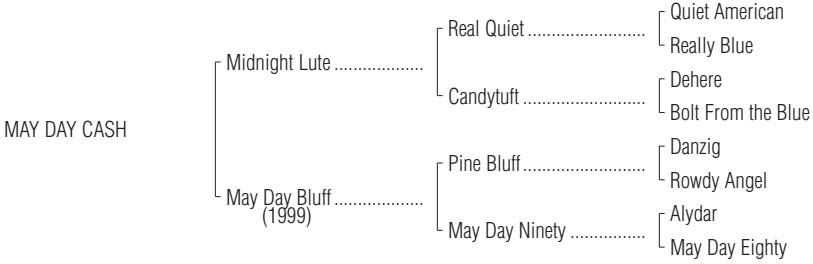 Quiet American
Real Quiet .........................
Really Blue
Midnight Lute ...................
Dehere
Candytuft ..........................
Bolt From the Blue
MAY DAY CASH
Danzig
Pine Bluff ..........................
Rowdy Angel
May Day Bluff ...................
(1999)
Alydar
May Day Ninety ................
May Day Eighty